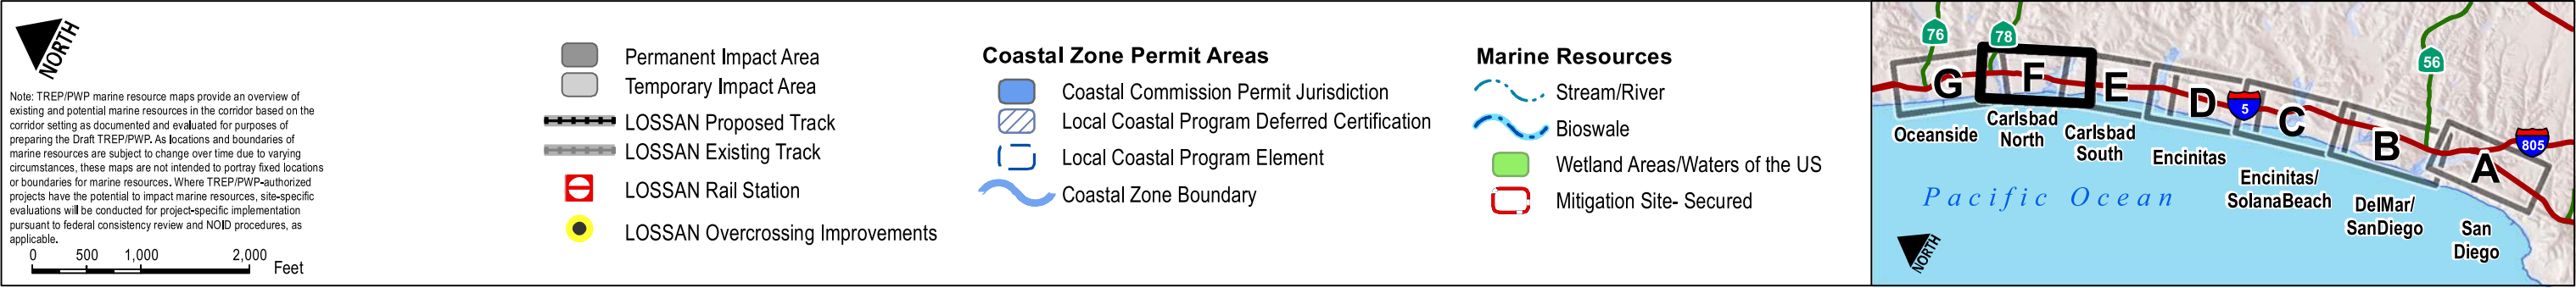 NORTH
Note: TREP/PWP marine resource maps provide an overview of
existing and potential marine resources in the corridor based on the
corridor setting as documented and evaluated for purposes of
preparing the Draft TREP/PWP. As locations and boundaries of
marine resources are subject to change over time due to varying
circumstances, these maps are not intended to portray fixed locations
or boundaries for marine resources. Where TREP/PWP-authorized
projects have the potential to impact marine resources, site-specific
evaluations will be conducted for project-specific implementation
pursuant to federal consistency review and NOID procedures, as
applicable.
0 500 1,000 2,000
Feet
Permanent Impact Area
Temporary Impact Area
LOSSAN Proposed Track
LOSSAN Existing Track
LOSSAN Rail Station
LOSSAN Overcrossing Improvements
Coastal Zone Permit Areas
Coastal Commission Permit Jurisdiction
Local Coastal Program Deferred Certification
Local Coastal Program Element
Coastal Zone Boundary
Marine Resources
Stream/River
Bioswale
Wetland Areas/Waters of the US
Mitigation Site- Secured
76
78
56
5
805
G
F
E
D
C
B
A
Oceanside
Carlsbad
North
Carlsbad
South
Encinitas
Encinitas/
SolanaBeach
DelMar/
SanDiego
San
Diego
Pacific Ocean
NORTH